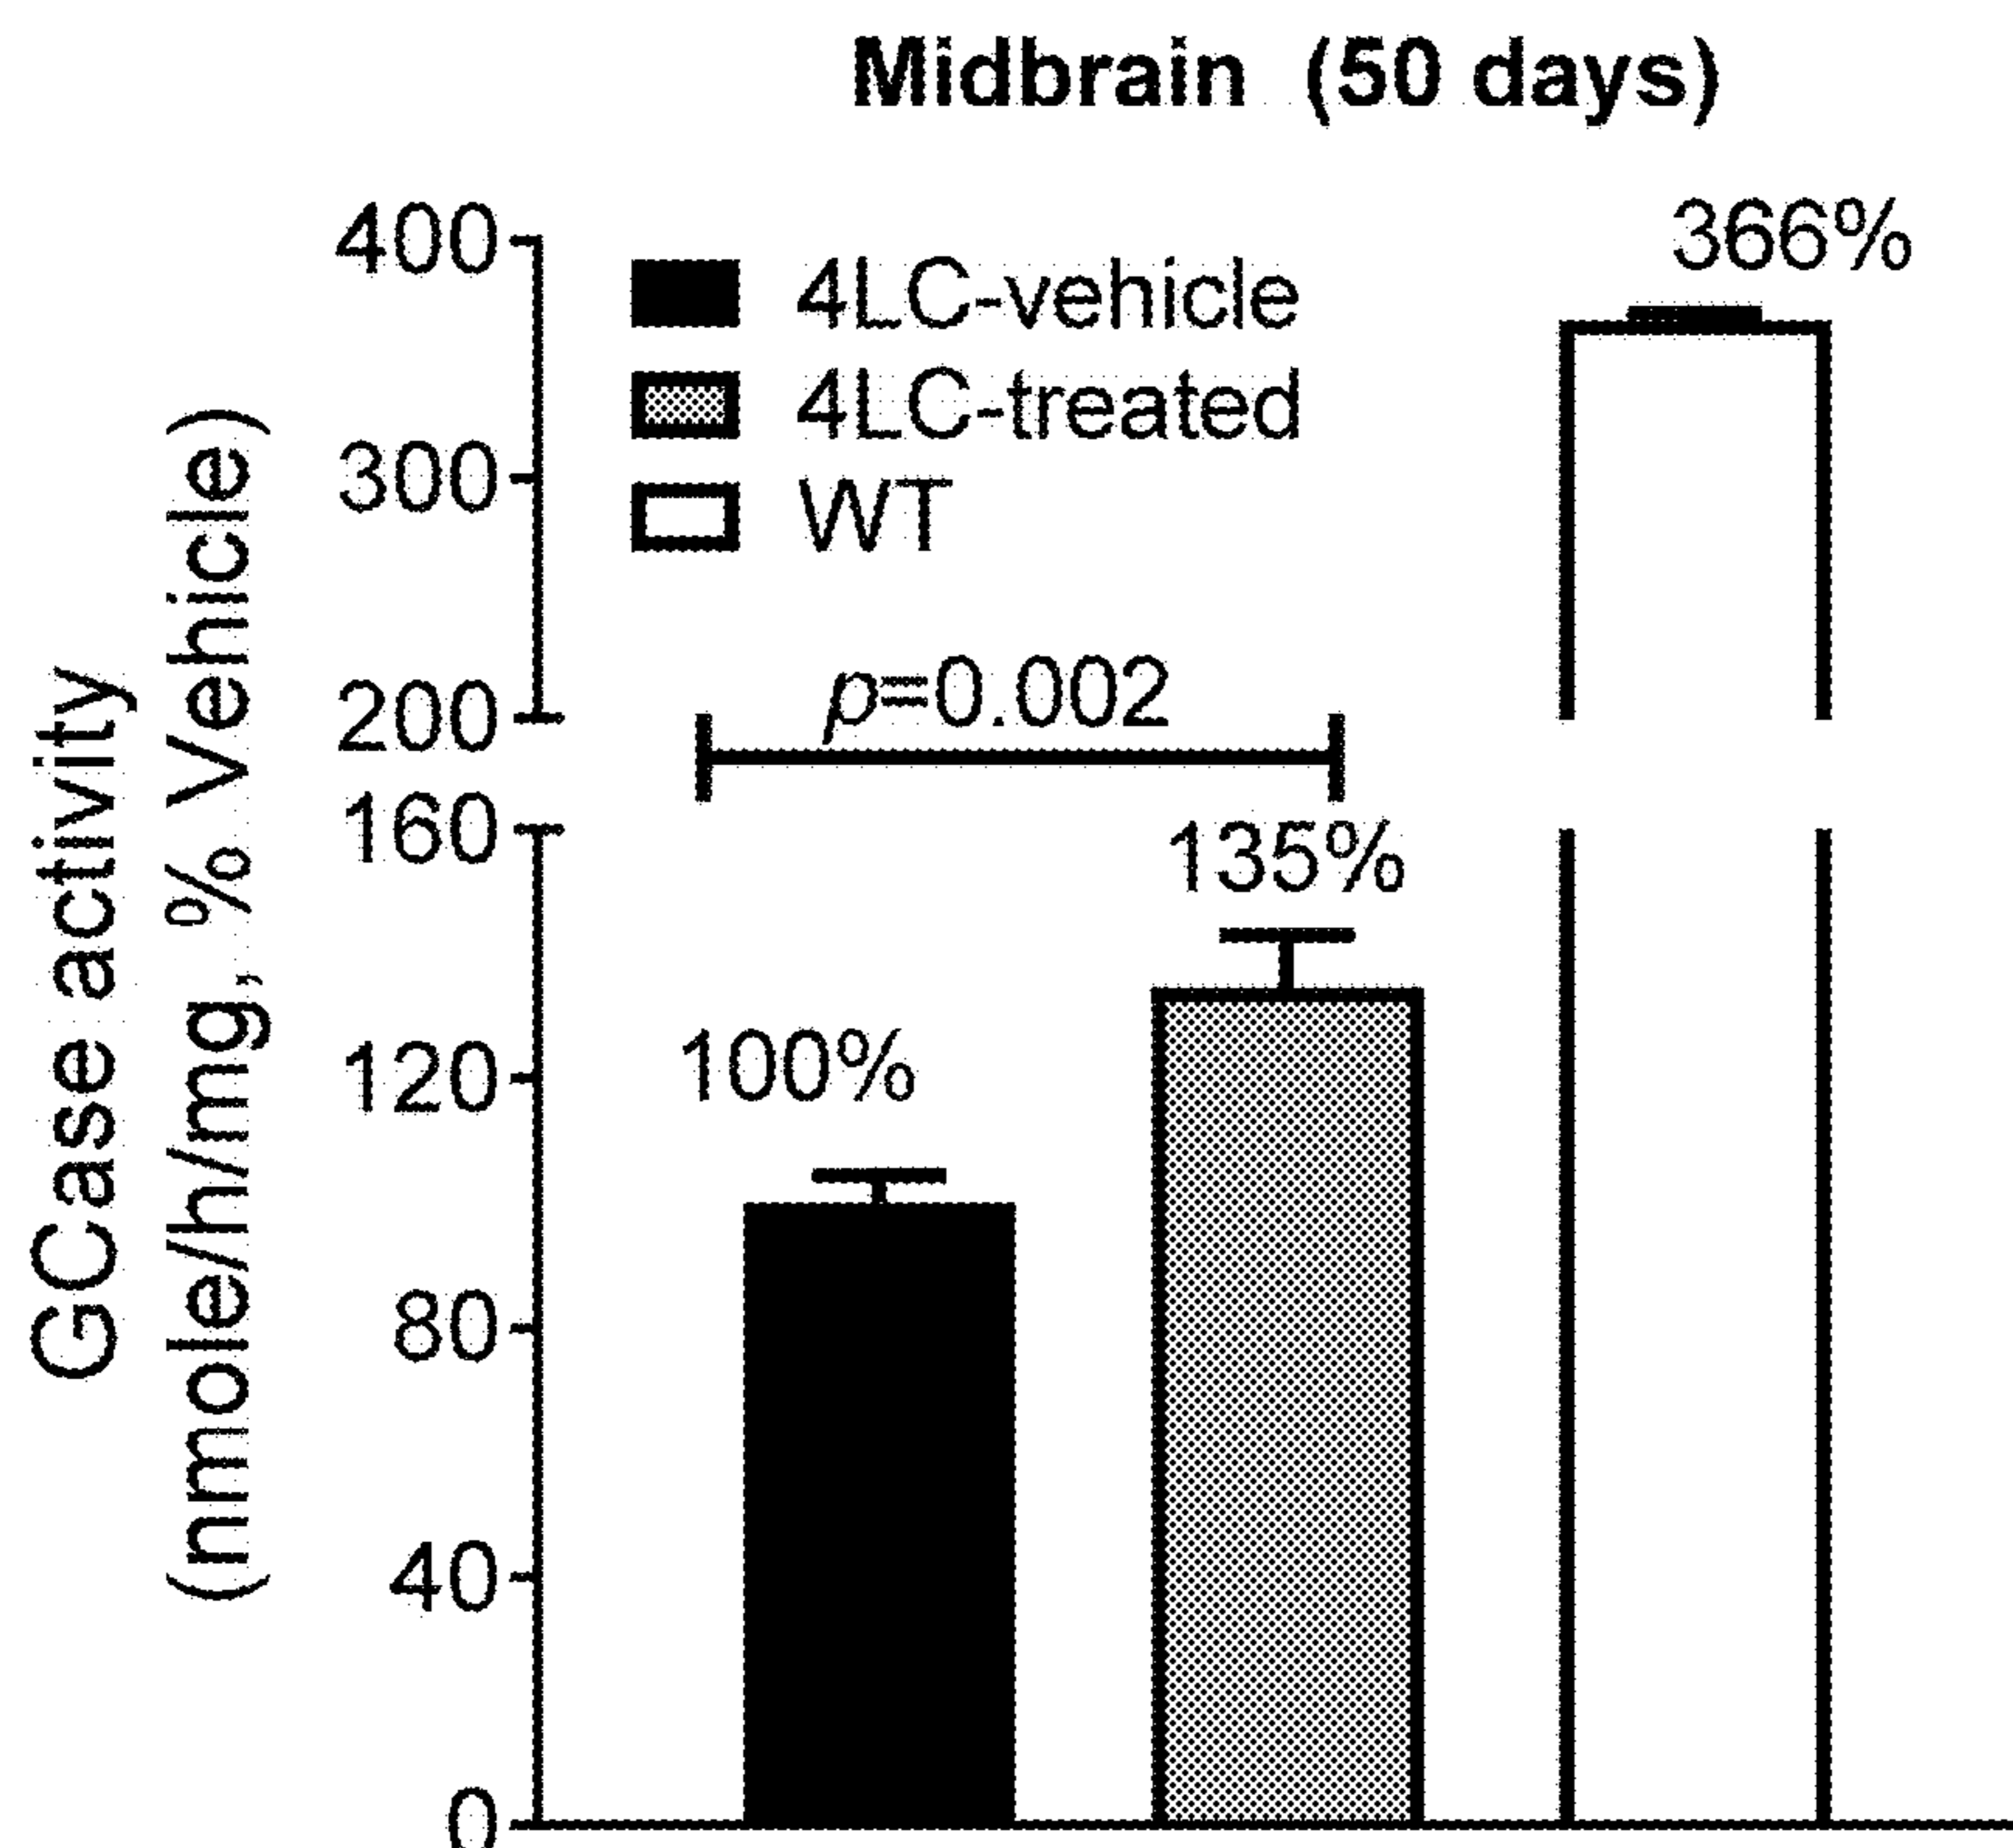 Midbrain (50 days)
GCase activity
(nmole/h/mg, % Vehicle)
400
300
200
160
120
80
40
0
4LC-vehicle
4LC-treated
WT
p=0.002
100%
135%
366%